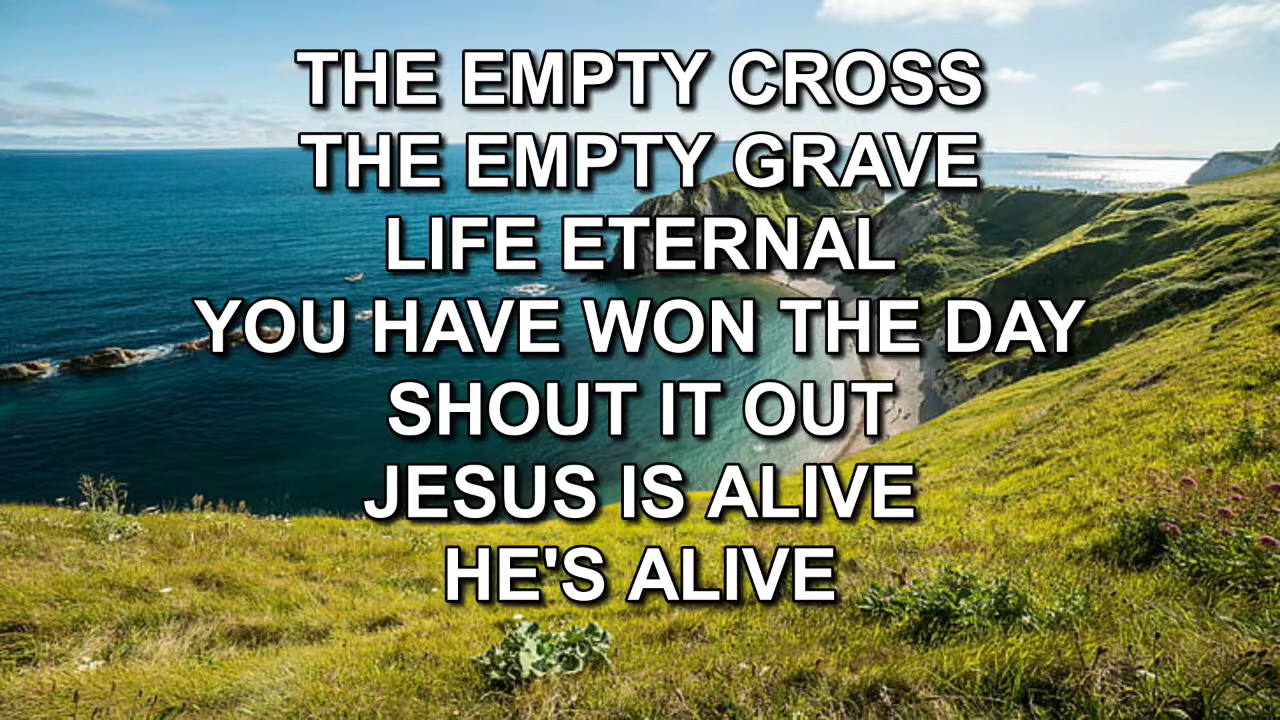 THE EMPTY CROSS
THE EMPTY GRAVE
LIFE ETERNAL
YOU HAVE WON THE DAY
SHOUT IT OUT
JESUS IS ALIVE
HE'S ALIVE